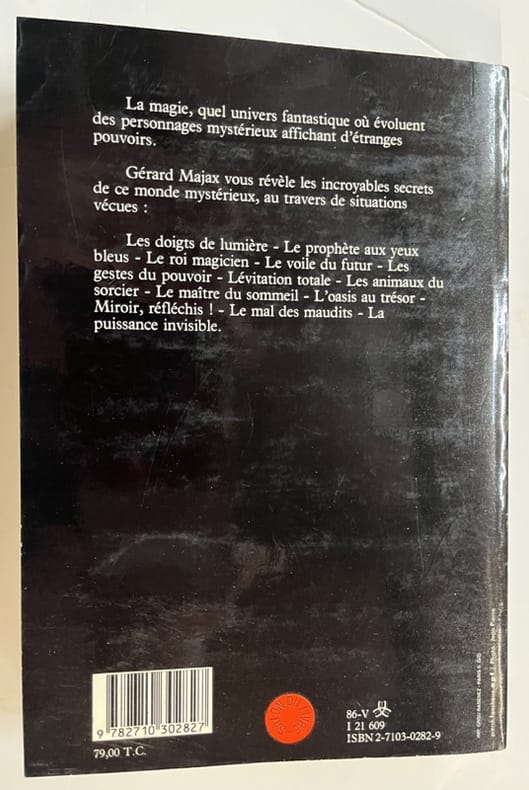 La magie, quel univers fantastique où évoluent
des personnages mystérieux affichant d'étranges
pouvoirs.
Gérard Majax vous révèle les incroyables secrets
de ce monde mystérieux, au travers de situations
vécues :
Les doigts de lumière - Le prophète aux yeux
bleus - Le roi magicien - Le voile du futur - Les
gestes du pouvoir - Lévitation totale - Les animaux du
sorcier - Le maître du sommeil - L'oasis au trésor -
Miroir, réfléchis ! - Le mal des maudits - La
puissance invisible.
9 782710 302827
79,00 T.C.
86-V
I 21 609
ISBN 2-7103-0282-9